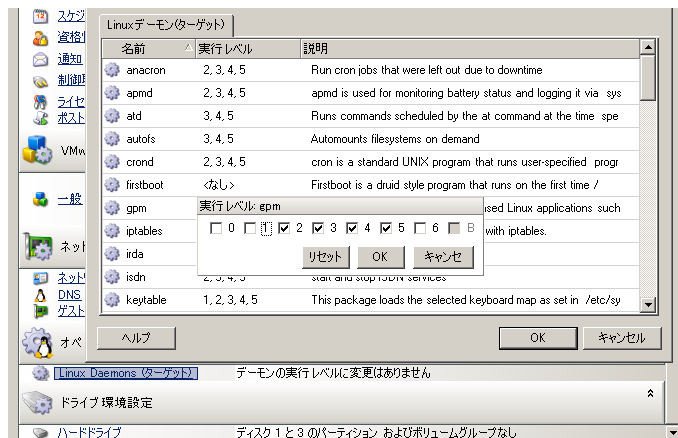 スケジ
資格情
通知
制御
ライセ
ポスト
VMw
一般
ネット
ネット
DNS
ゲスト
オペ
Linuxデーモン(ターゲット)
名前 実行レベル 説明
anacron 2, 3, 4, 5 Run cron jobs that were left out due to downtime
apmd 2, 3, 4, 5 apmd is used for monitoring battery status and logging it via sys
atd 3, 4, 5 Runs commands scheduled by the at command at the time spe
autofs 3, 4, 5 Automounts filesystems on demand
crond 2, 3, 4, 5 cron is a standard UNIX program that runs user-specified progr
firstboot <なし> Firstboot is a druid style program that runs on the first time /
gpm sed Linux applications such
iptables with iptables.
irda
isdn 2, 3, 4, 5 start and stop ISDN services
keytable 1, 2, 3, 4, 5 This package loads the selected keyboard map as set in /etc/sy
実行レベル: gpm
0 1 2 3 4 5 6 B
リセット OK キャンセ
ヘルプ OK キャンセル
Linux Daemons (ターゲット) デーモンの実行レベルに変更はありません
ドライブ環境設定
ハードドライブ ディスク 1 と 3 のパーティション およびボリュームグループなし